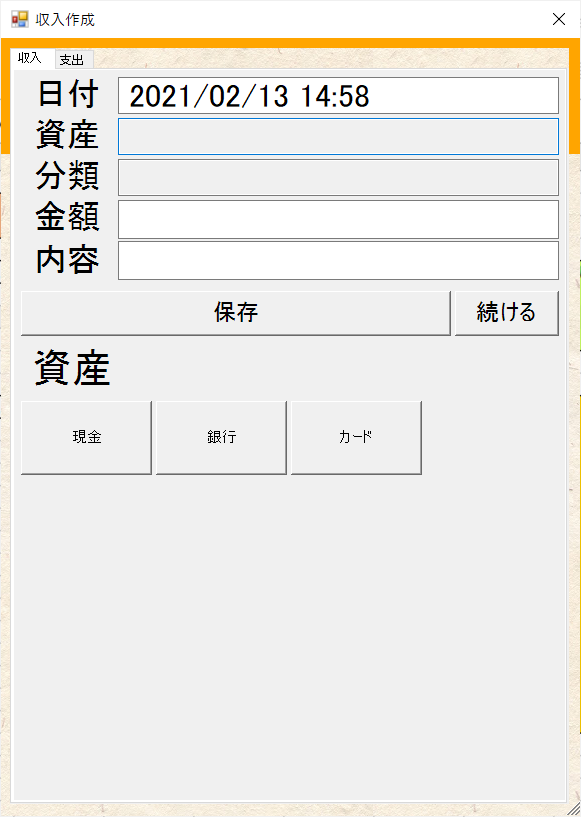 収入作成
収入 支出
日付 2021/02/13 14:58
資産
分類
金額
内容
保存 続ける
資産
現金 銀行 カード